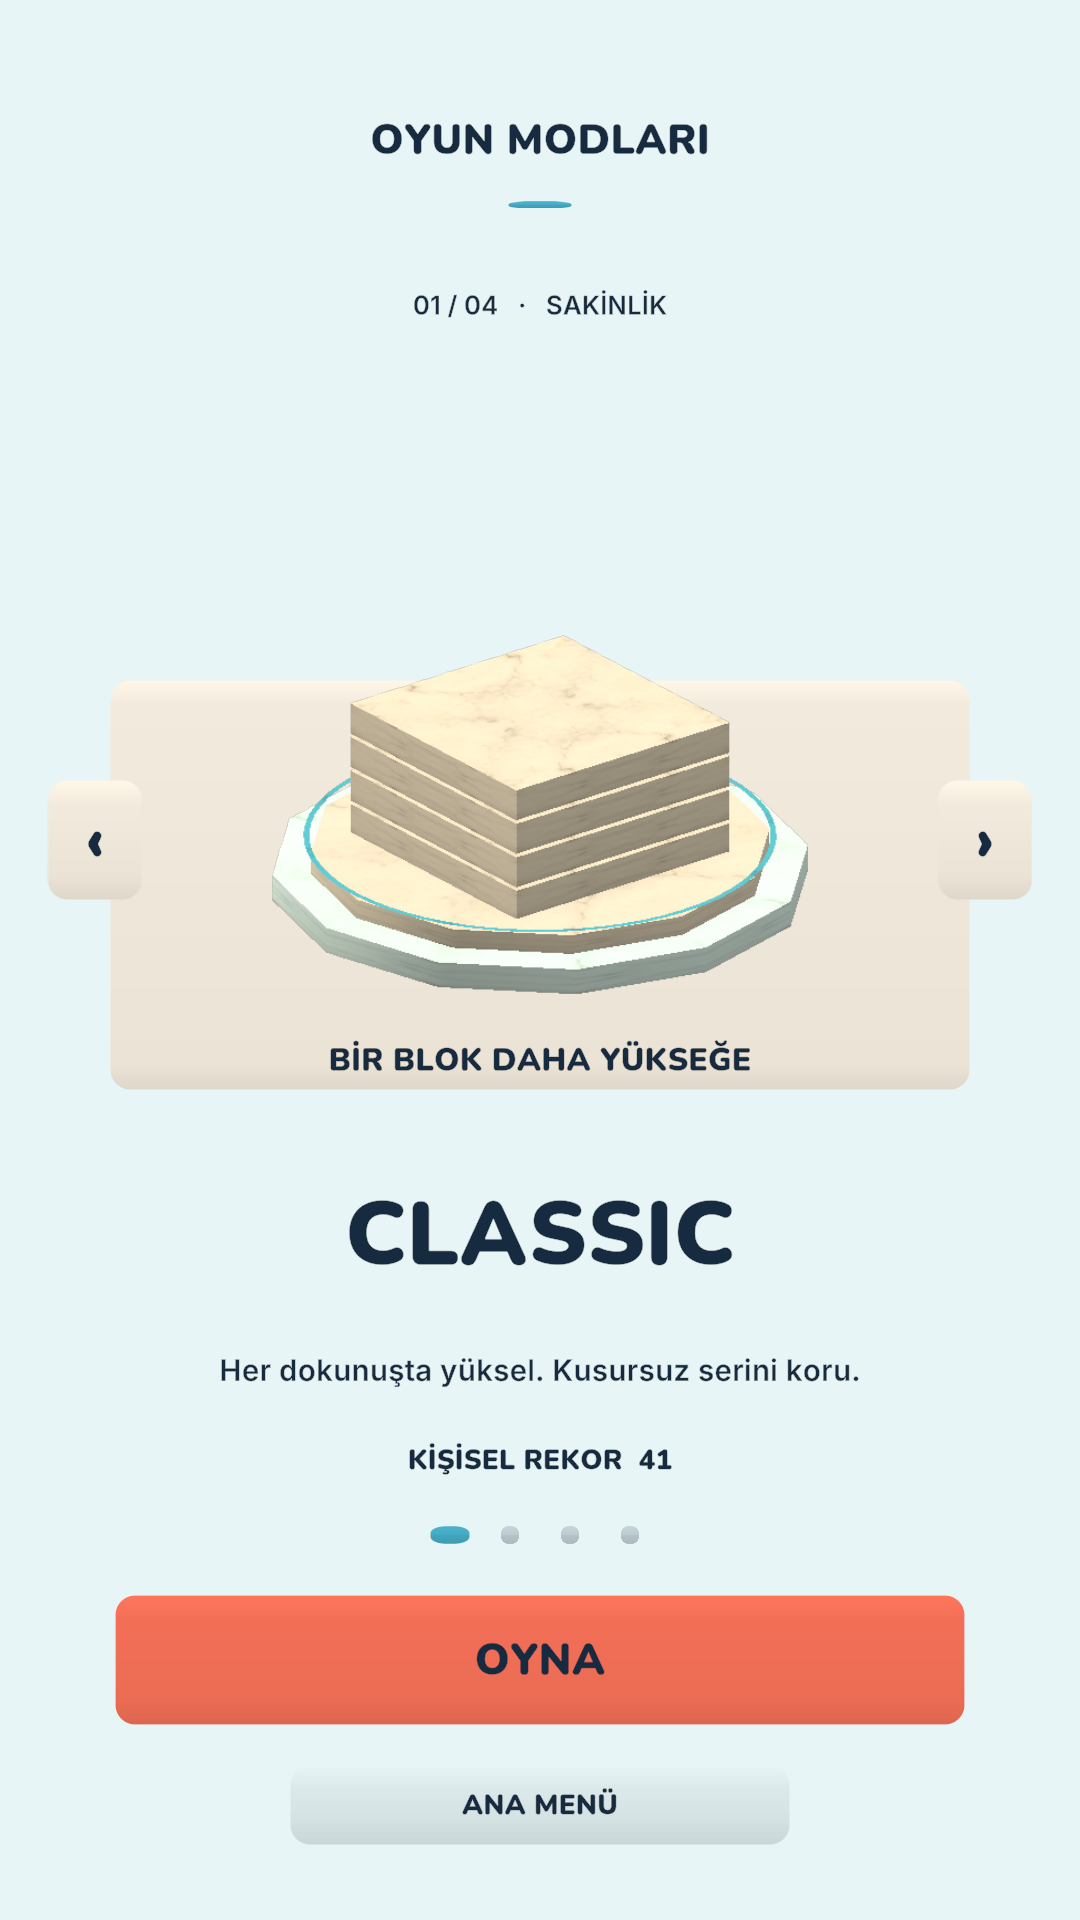 OYUN MODLARI
01 / 04 · SAKİNLİK
‹ ›
BİR BLOK DAHA YÜKSEĞE
CLASSIC
Her dokunuşta yüksel. Kusursuz serini koru.
KİŞİSEL REKOR 41
OYNA
ANA MENÜ